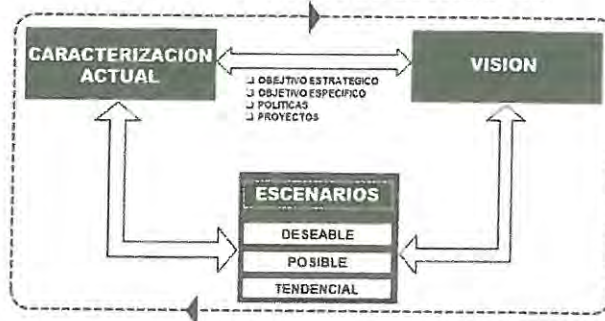 CARACTERIZACION
ACTUAL
VISION
❑ OBEJTIVO ESTRATEGICO
❑ OBJETIVO ESPECIFICO
❑ POLITICAS
❑ PROYECTOS
ESCENARIOS
DESEABLE
POSIBLE
TENDENCIAL